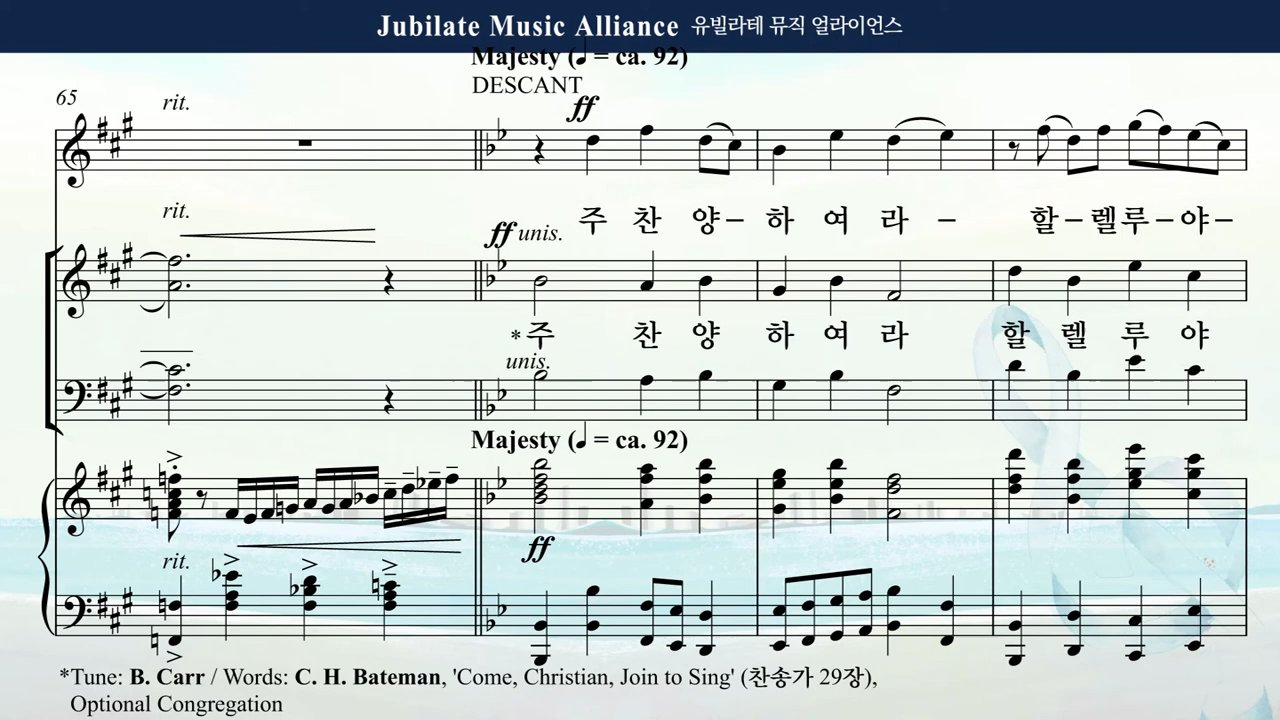 Jubilate Music Alliance 유빌라테 뮤직 얼라이언스
Majesty (♩ = ca. 92)
DESCANT
65
rit.
ff
주 찬 양– 하 여 라 – 할–렐루–야–
rit.
ff unis.
*주 찬 양 하 여 라 할 렐 루 야
unis.
Majesty (♩ = ca. 92)
ff
rit.
*Tune: B. Carr / Words: C. H. Bateman, 'Come, Christian, Join to Sing' (찬송가 29장),
Optional Congregation